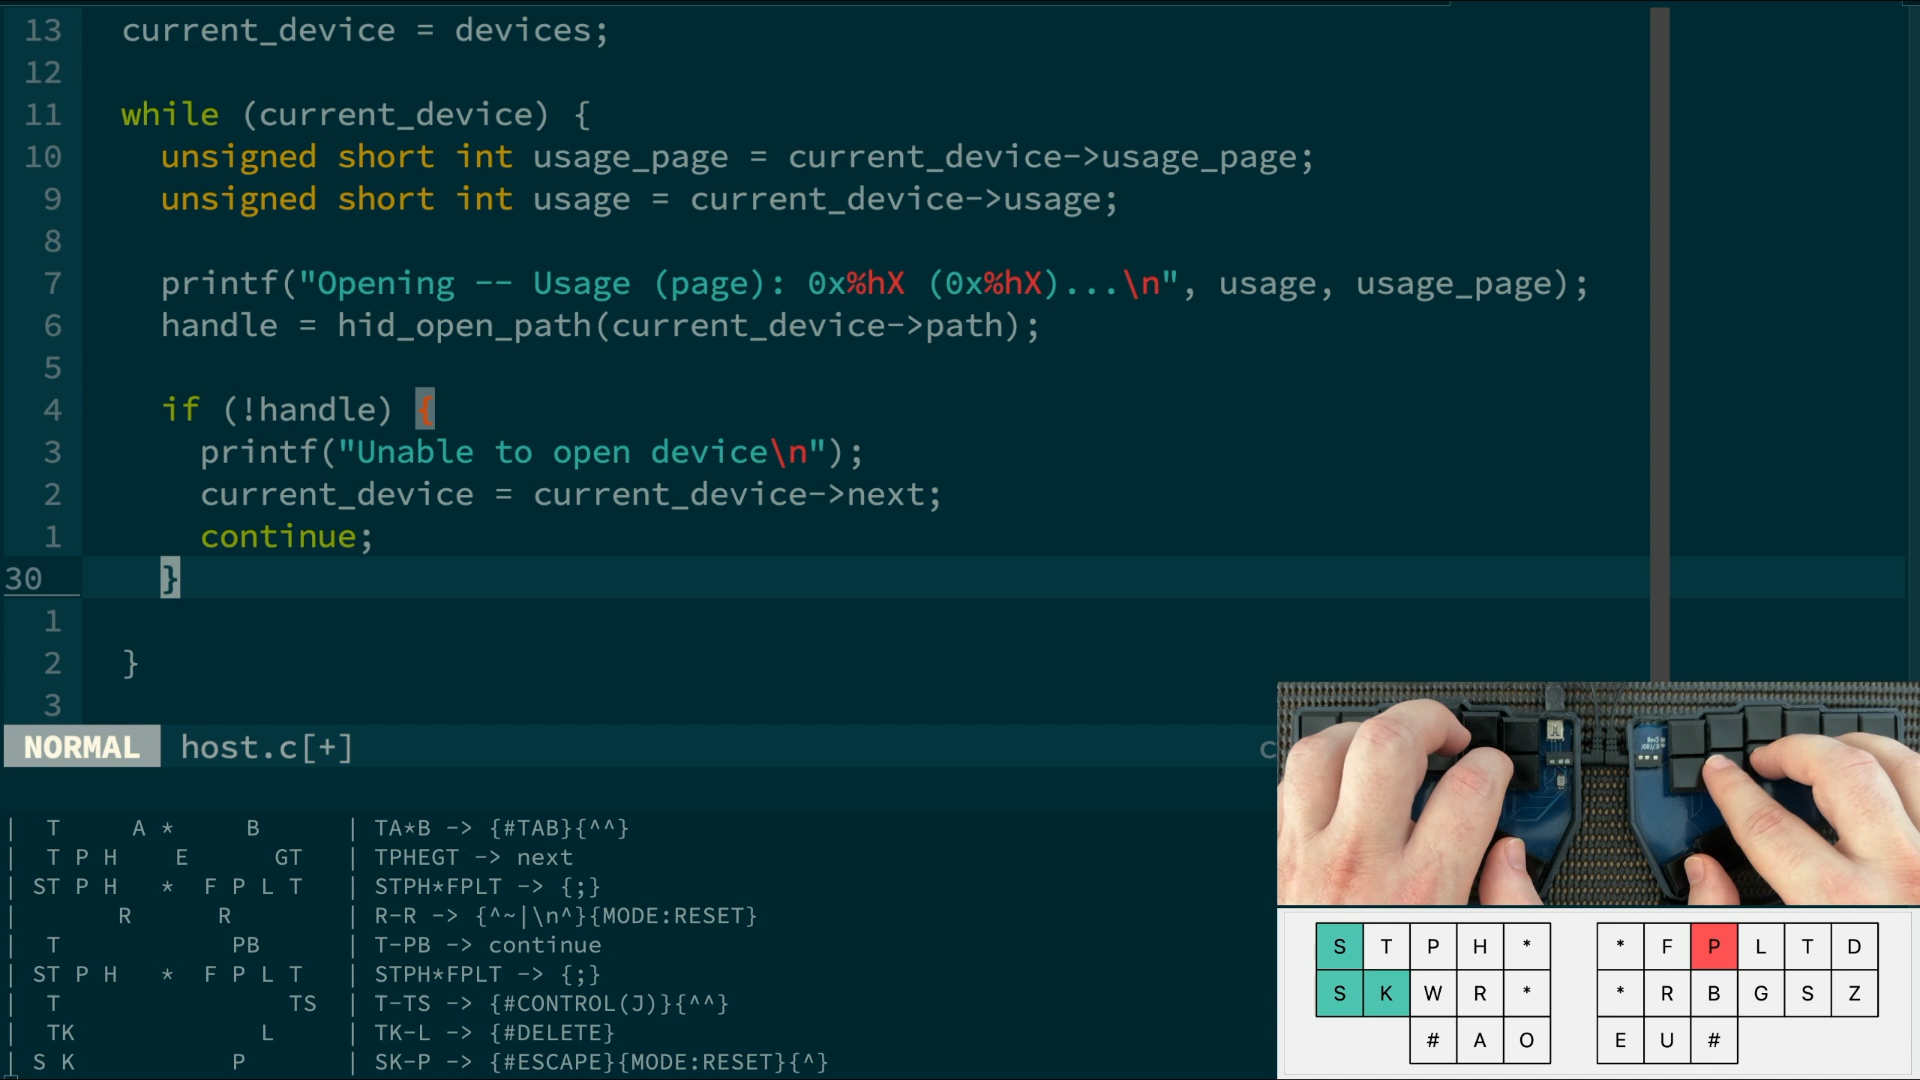 13 current_device = devices;
12
11 while (current_device) {
10 unsigned short int usage_page = current_device->usage_page;
9 unsigned short int usage = current_device->usage;
8
7 printf("Opening -- Usage (page): 0x%hX (0x%hX)...\n", usage, usage_page);
6 handle = hid_open_path(current_device->path);
5
4 if (!handle) {
3 printf("Unable to open device\n");
2 current_device = current_device->next;
1 continue;
30 }
1
2 }
3
NORMAL host.c[+] c
| T A * B | TA*B -> {#TAB}{^^}
| T P H E GT | TPHEGT -> next
| ST P H * F P L T | STPH*FPLT -> {;}
| R R | R-R -> {^~|\n^}{MODE:RESET}
| T PB | T-PB -> continue
| ST P H * F P L T | STPH*FPLT -> {;}
| T TS | T-TS -> {#CONTROL(J)}{^^}
| TK L | TK-L -> {#DELETE}
| S K P | SK-P -> {#ESCAPE}{MODE:RESET}{^}
S T P H * * F P L T D
S K W R * * R B G S Z
# A O E U #